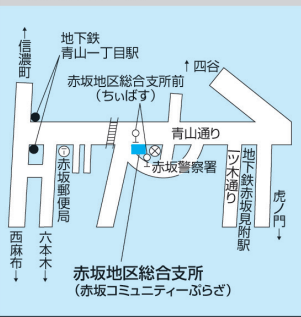 ↑信濃町
地下鉄
青山一丁目駅
赤坂地区総合支所前
(ちぃばす)
↑四谷
青山通り
〒赤坂郵便局
赤坂警察署
一ツ木通り
地下鉄赤坂見附駅
虎ノ門→
西麻布→
六本木→
赤坂地区総合支所
(赤坂コミュニティーぷらざ)